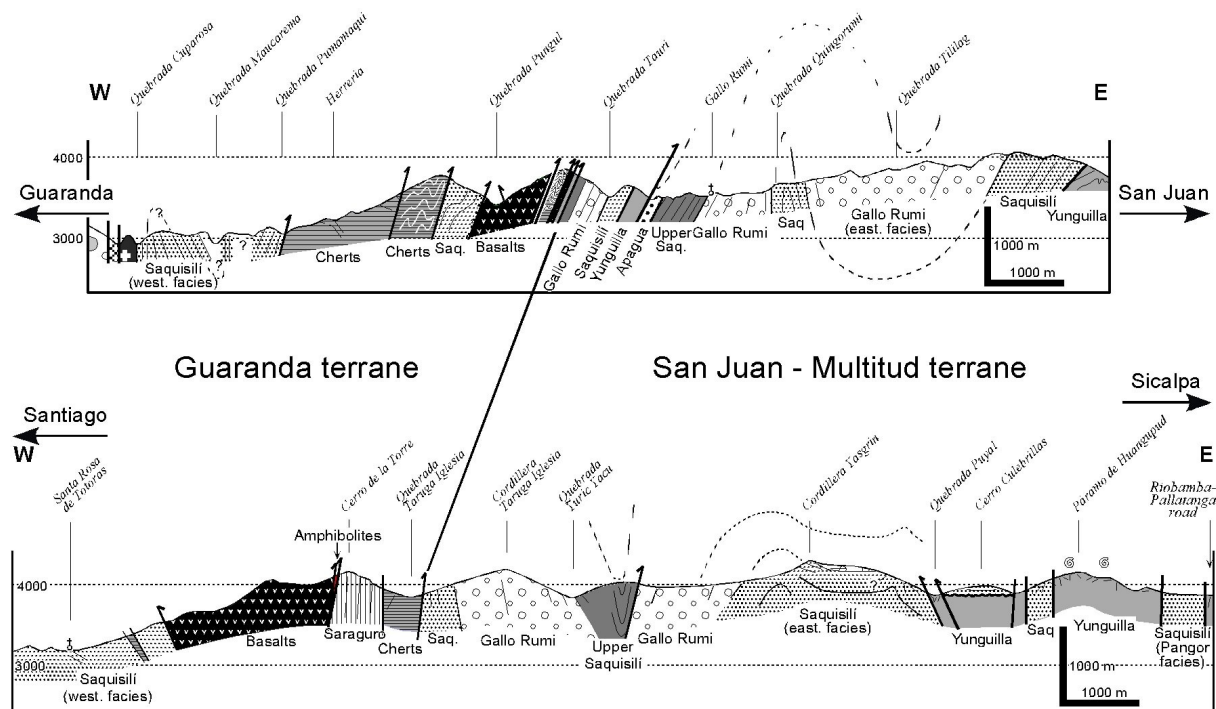 Quebrada Cuparosa
Quebrada Maucarema
Quebrada Pumamaqui
Herreria
Quebrada Pungul
Quebrada Tauri
Gallo Rumi
Quebrada Quingorumi
Quebrada Tililag
W
E
4000
3000
Guaranda
San Juan
?
?
?
Saquisilí
(west. facies)
Cherts
Cherts
Saq.
Basalts
Gallo Rumi
Saquisilí
Yunguilla
Apagua
Upper
Saq.
Gallo Rumi
Saq
Gallo Rumi
(east. facies)
Saquisilí
Yunguilla
1000 m
1000 m
Guaranda terrane
San Juan - Multitud terrane
Santiago
Sicalpa
W
E
Santa Rosa
de Totoras
Cerro de la Torre
Quebrada
Taruga Iglesia
Cordillera
Taruga Iglesia
Quebrada
Yuric Yacu
Cordillera Yasgrin
Quebrada Puyal
Cerro Culebrillas
Paramo de Huangupud
Riobamba-
Pallatanga
road
Amphibolites
4000
3000
Saquisilí
(west. facies)
Basalts
Saraguro
Cherts
Saq.
Gallo Rumi
Upper
Saquisilí
Gallo Rumi
?
Saquisilí
(east. facies)
Yunguilla
Saq
Yunguilla
Saquisilí
(Pangor
facies)
1000 m
1000 m